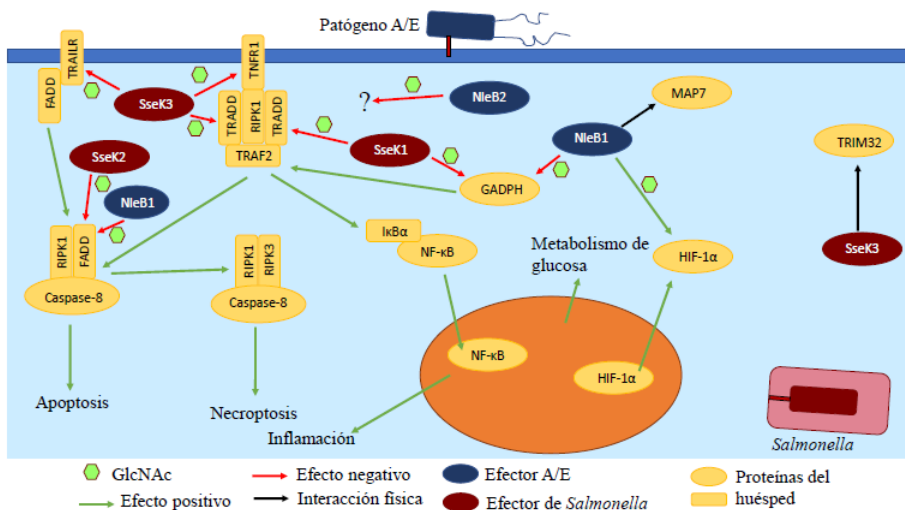 Patógeno A/E
TRAILR
FADD
TNFR1
SseK3
TRADD
RIPK1
TRADD
TRAF2
?
NleB2
NleB1
MAP7
TRIM32
SseK2
SseK1
GADPH
NleB1
RIPK1
FADD
Caspase-8
RIPK1
RIPK3
Caspase-8
IκBα
NF-κB
Metabolismo de
glucosa
HIF-1α
SseK3
NF-κB
HIF-1α
Apoptosis
Necroptosis
Inflamación
Salmonella
GlcNAc
Efecto negativo
Efector A/E
Proteínas del
huésped
Efecto positivo
Interacción física
Efector de Salmonella